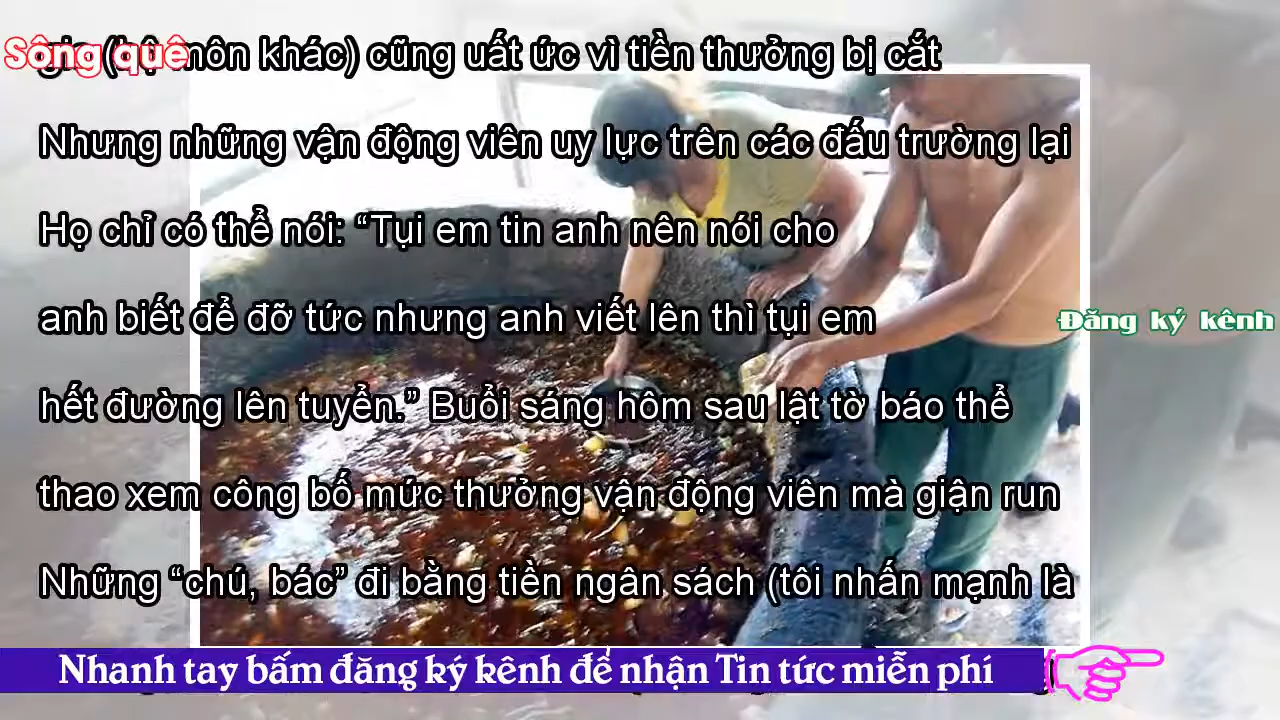 Sông quê
gia (bộ môn khác) cũng uất ức vì tiền thưởng bị cắt
Nhưng những vận động viên uy lực trên các đấu trường lại
Họ chỉ có thể nói: “Tụi em tin anh nên nói cho
anh biết để đỡ tức nhưng anh viết lên thì tụi em
Đăng ký kênh
hết đường lên tuyển.” Buổi sáng hôm sau lật tờ báo thể
thao xem công bố mức thưởng vận động viên mà giận run
Những “chú, bác” đi bằng tiền ngân sách (tôi nhấn mạnh là
Nhanh tay bấm đăng ký kênh để nhận Tin tức miễn phí